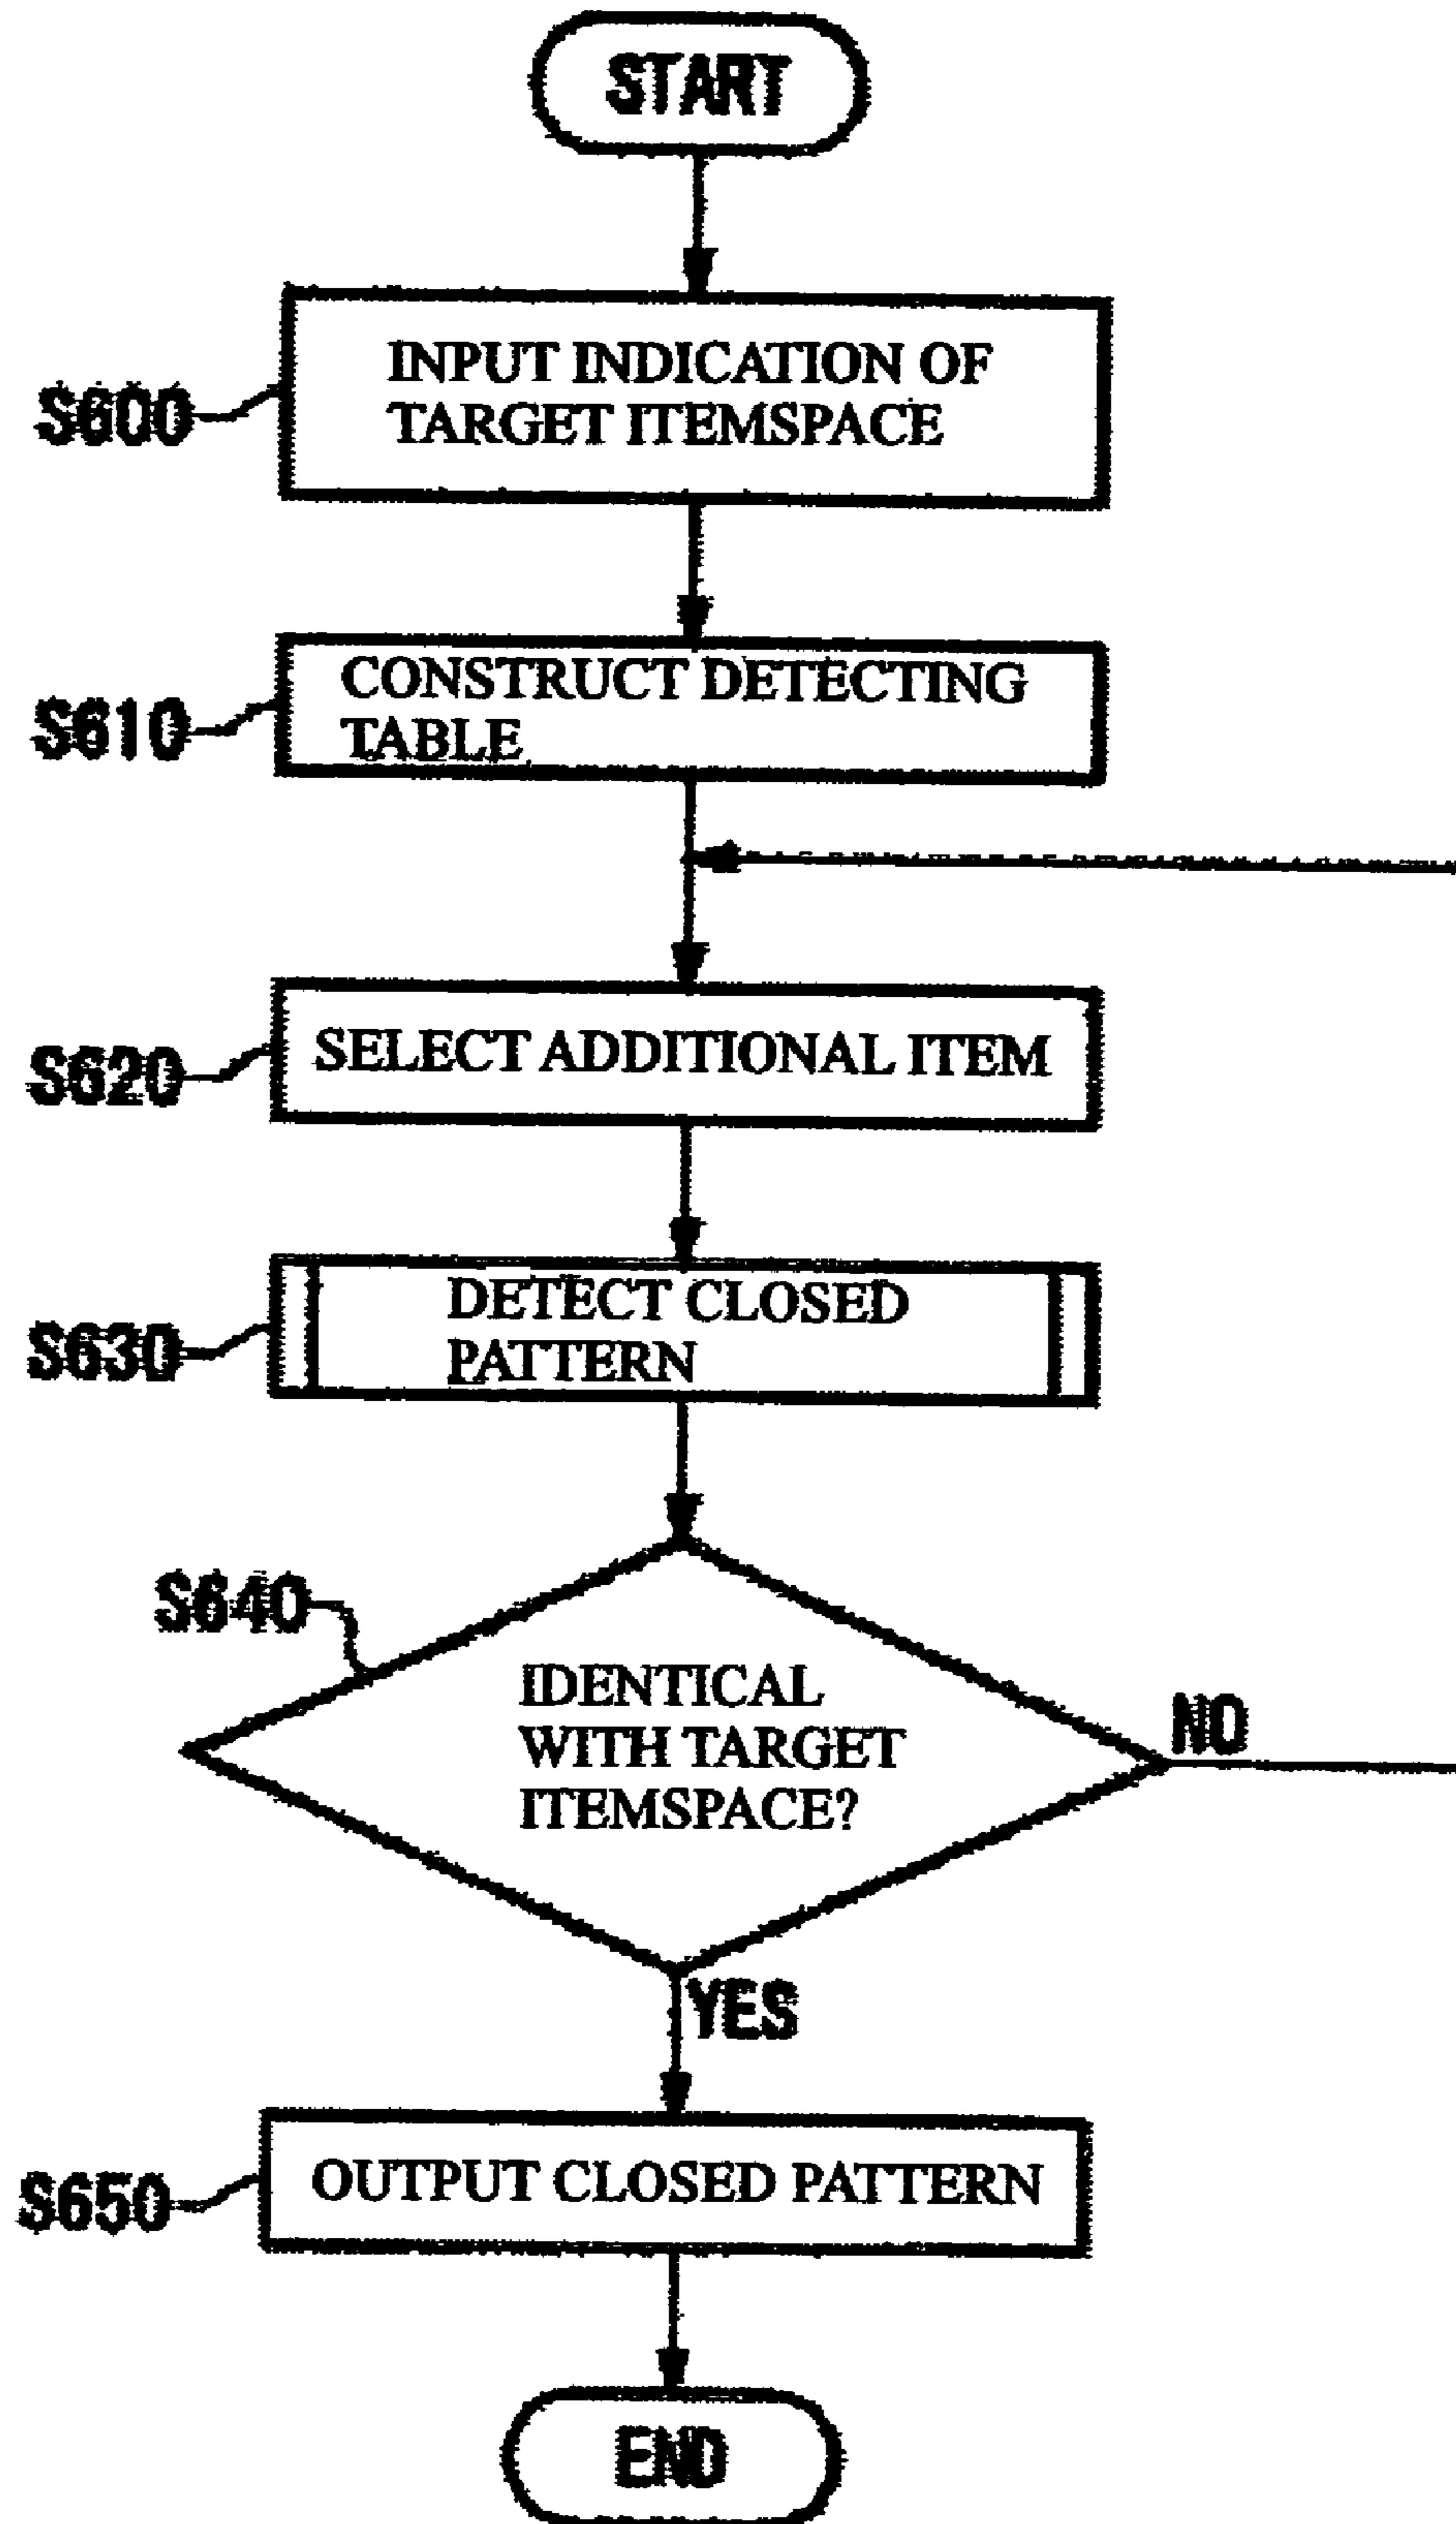 START
S600
INPUT INDICATION OF
TARGET ITEMSPACE
S610
CONSTRUCT DETECTING
TABLE
S620
SELECT ADDITIONAL ITEM
S630
DETECT CLOSED
PATTERN
S640
IDENTICAL
WITH TARGET
ITEMSPACE?
NO
YES
S650
OUTPUT CLOSED PATTERN
END